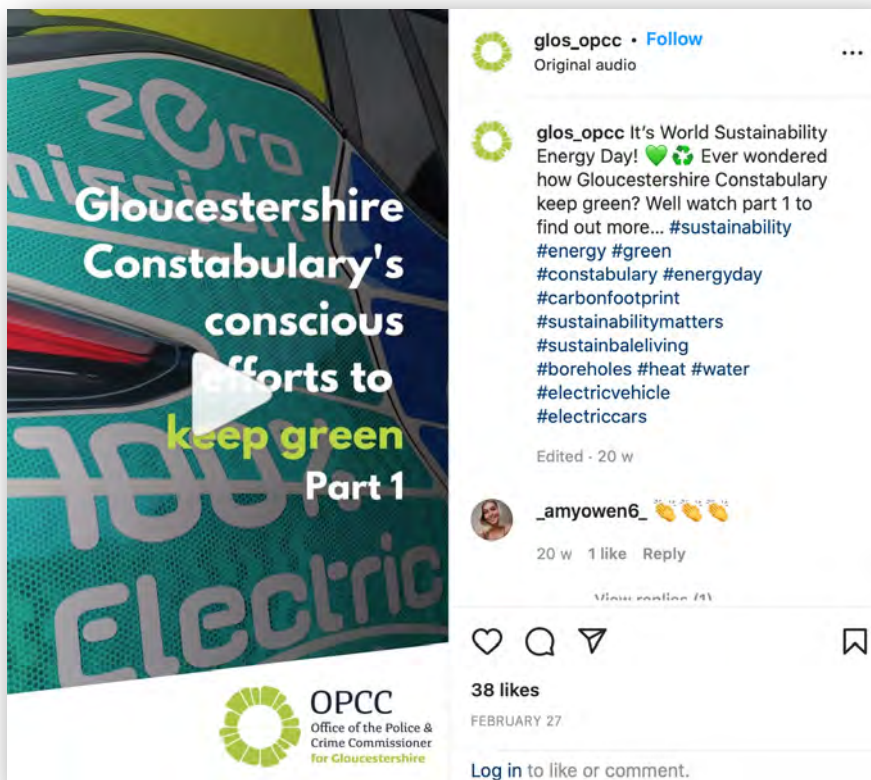 zero
mission
Gloucestershire
Constabulary's
conscious
efforts to
keep green
Part 1
100%
Electric
OPCC
Office of the Police &
Crime Commissioner
for Gloucestershire
glos_opcc • Follow
Original audio
glos_opcc It's World Sustainability
Energy Day! 💚 ♻️ Ever wondered
how Gloucestershire Constabulary
keep green? Well watch part 1 to
find out more... #sustainability
#energy #green
#constabulary #energyday
#carbonfootprint
#sustainabilitymatters
#sustainbaleliving
#boreholes #heat #water
#electricvehicle
#electriccars
Edited · 20 w
_amyowen6_ 👏👏👏
20 w 1 like Reply
View replies (1)
38 likes
FEBRUARY 27
Log in to like or comment.